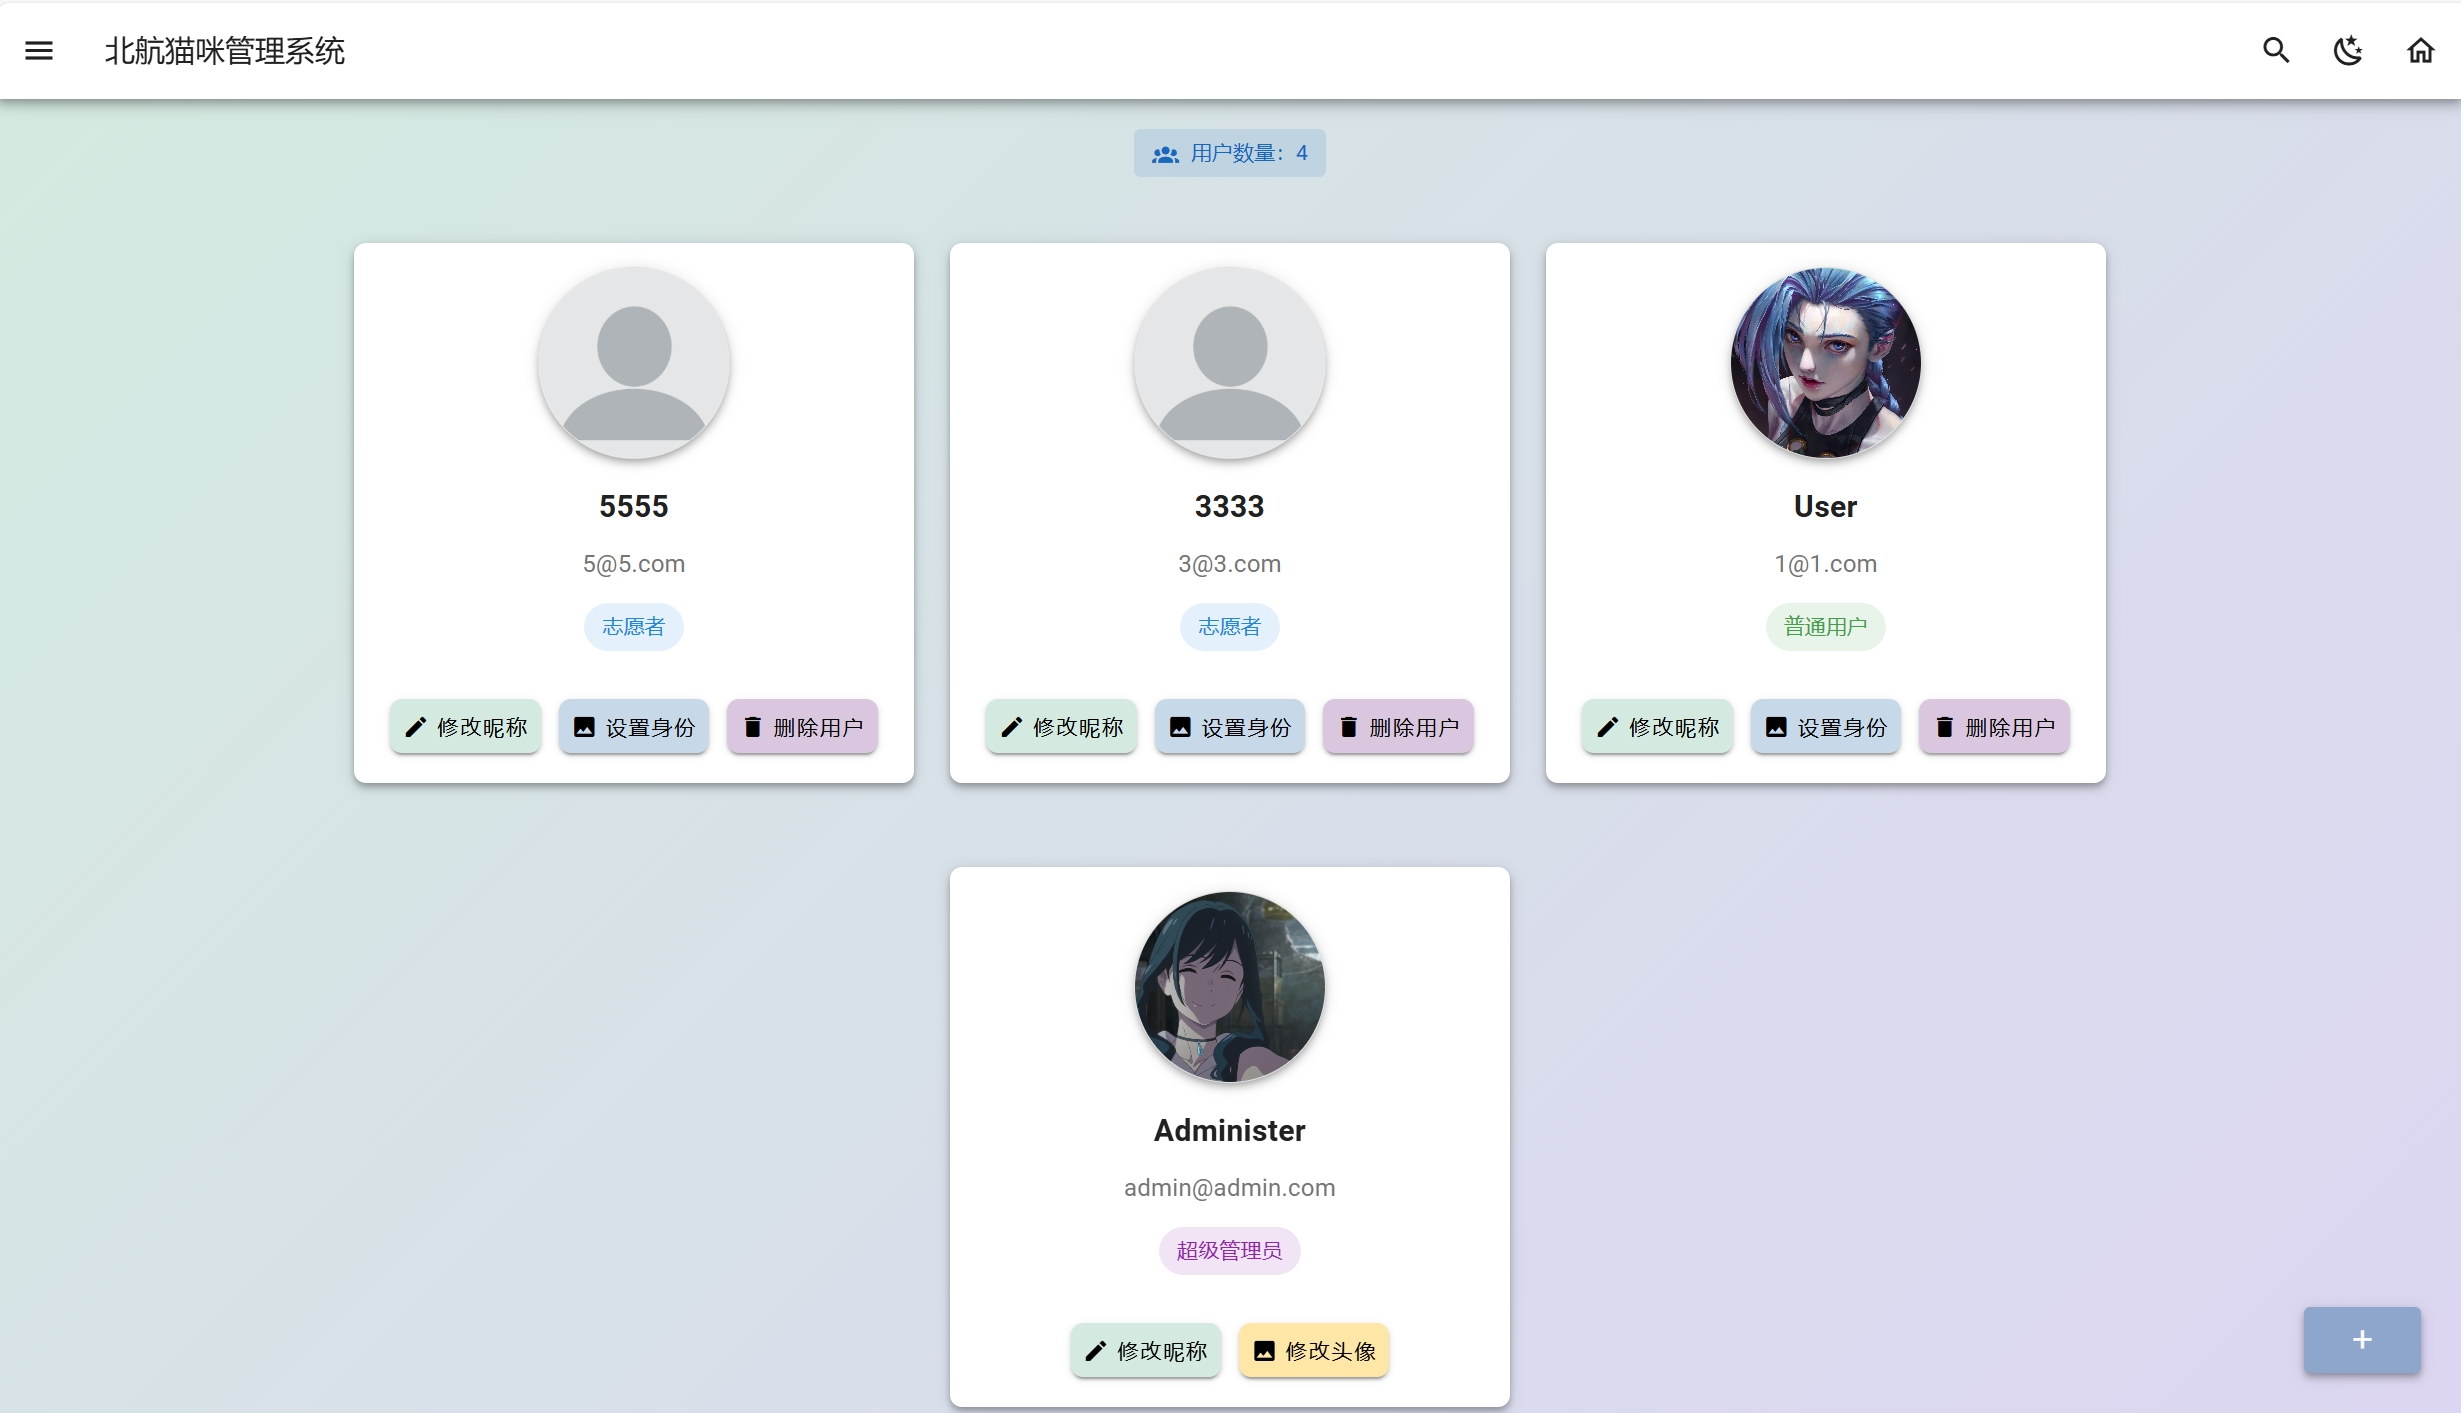 北航猫咪管理系统
用户数量：4
5555
5@5.com
志愿者
修改昵称 设置身份 删除用户
3333
3@3.com
志愿者
修改昵称 设置身份 删除用户
User
1@1.com
普通用户
修改昵称 设置身份 删除用户
Administer
admin@admin.com
超级管理员
修改昵称 修改头像
+